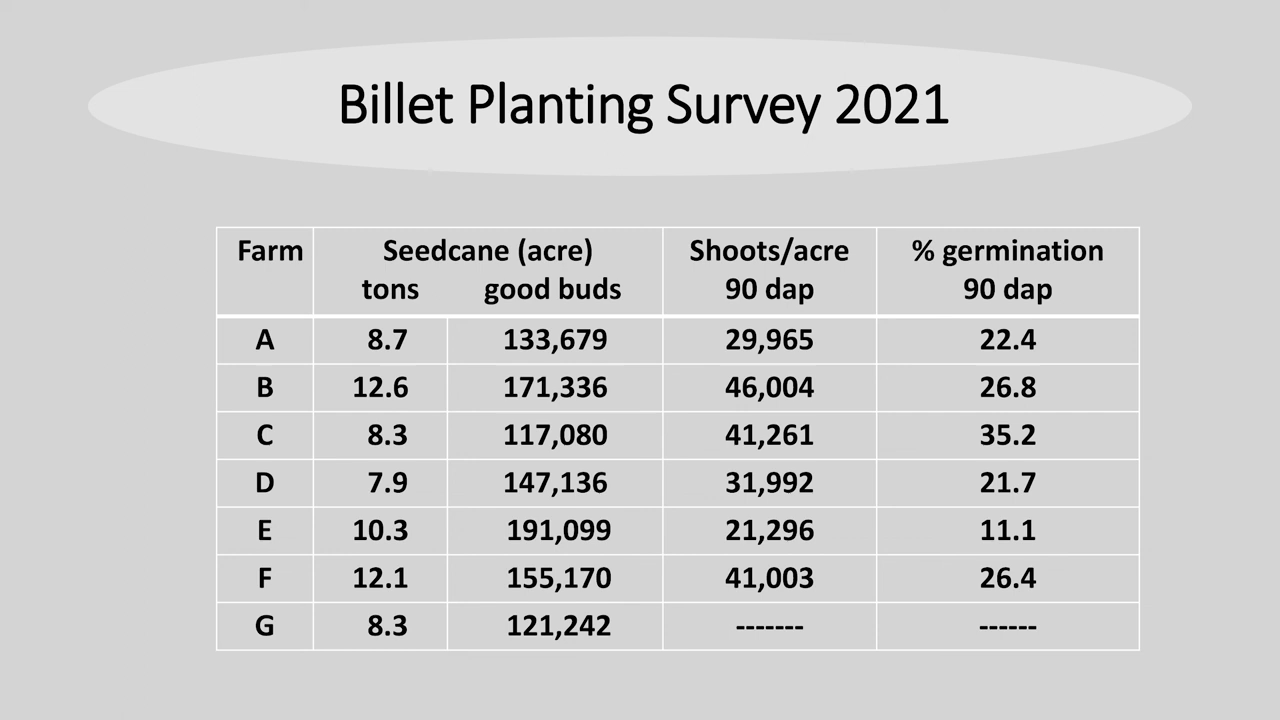 Billet Planting Survey 2021
Farm Seedcane (acre) Shoots/acre % germination
tons good buds 90 dap 90 dap
A 8.7 133,679 29,965 22.4
B 12.6 171,336 46,004 26.8
C 8.3 117,080 41,261 35.2
D 7.9 147,136 31,992 21.7
E 10.3 191,099 21,296 11.1
F 12.1 155,170 41,003 26.4
G 8.3 121,242 ------- ------